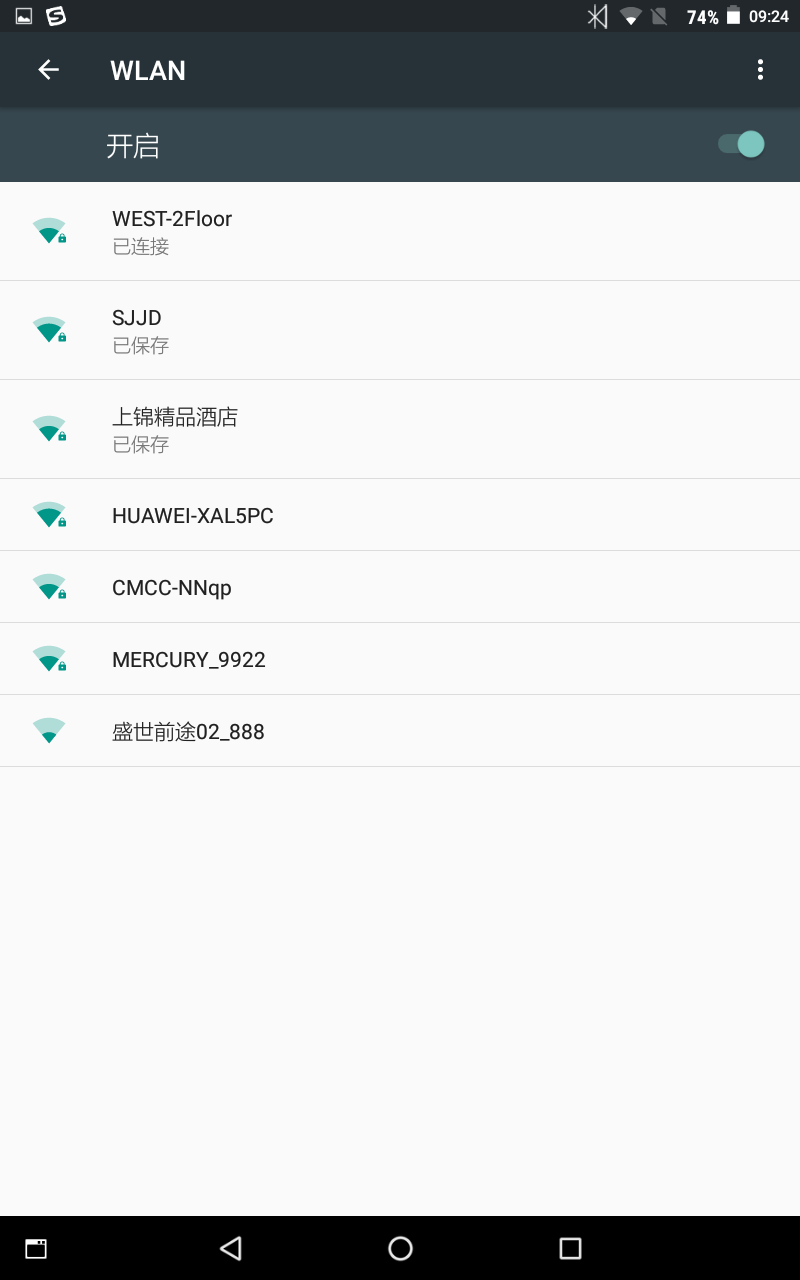 74% 09:24
WLAN
开启
WEST-2Floor
已连接
SJJD
已保存
上锦精品酒店
已保存
HUAWEI-XAL5PC
CMCC-NNqp
MERCURY_9922
盛世前途02_888